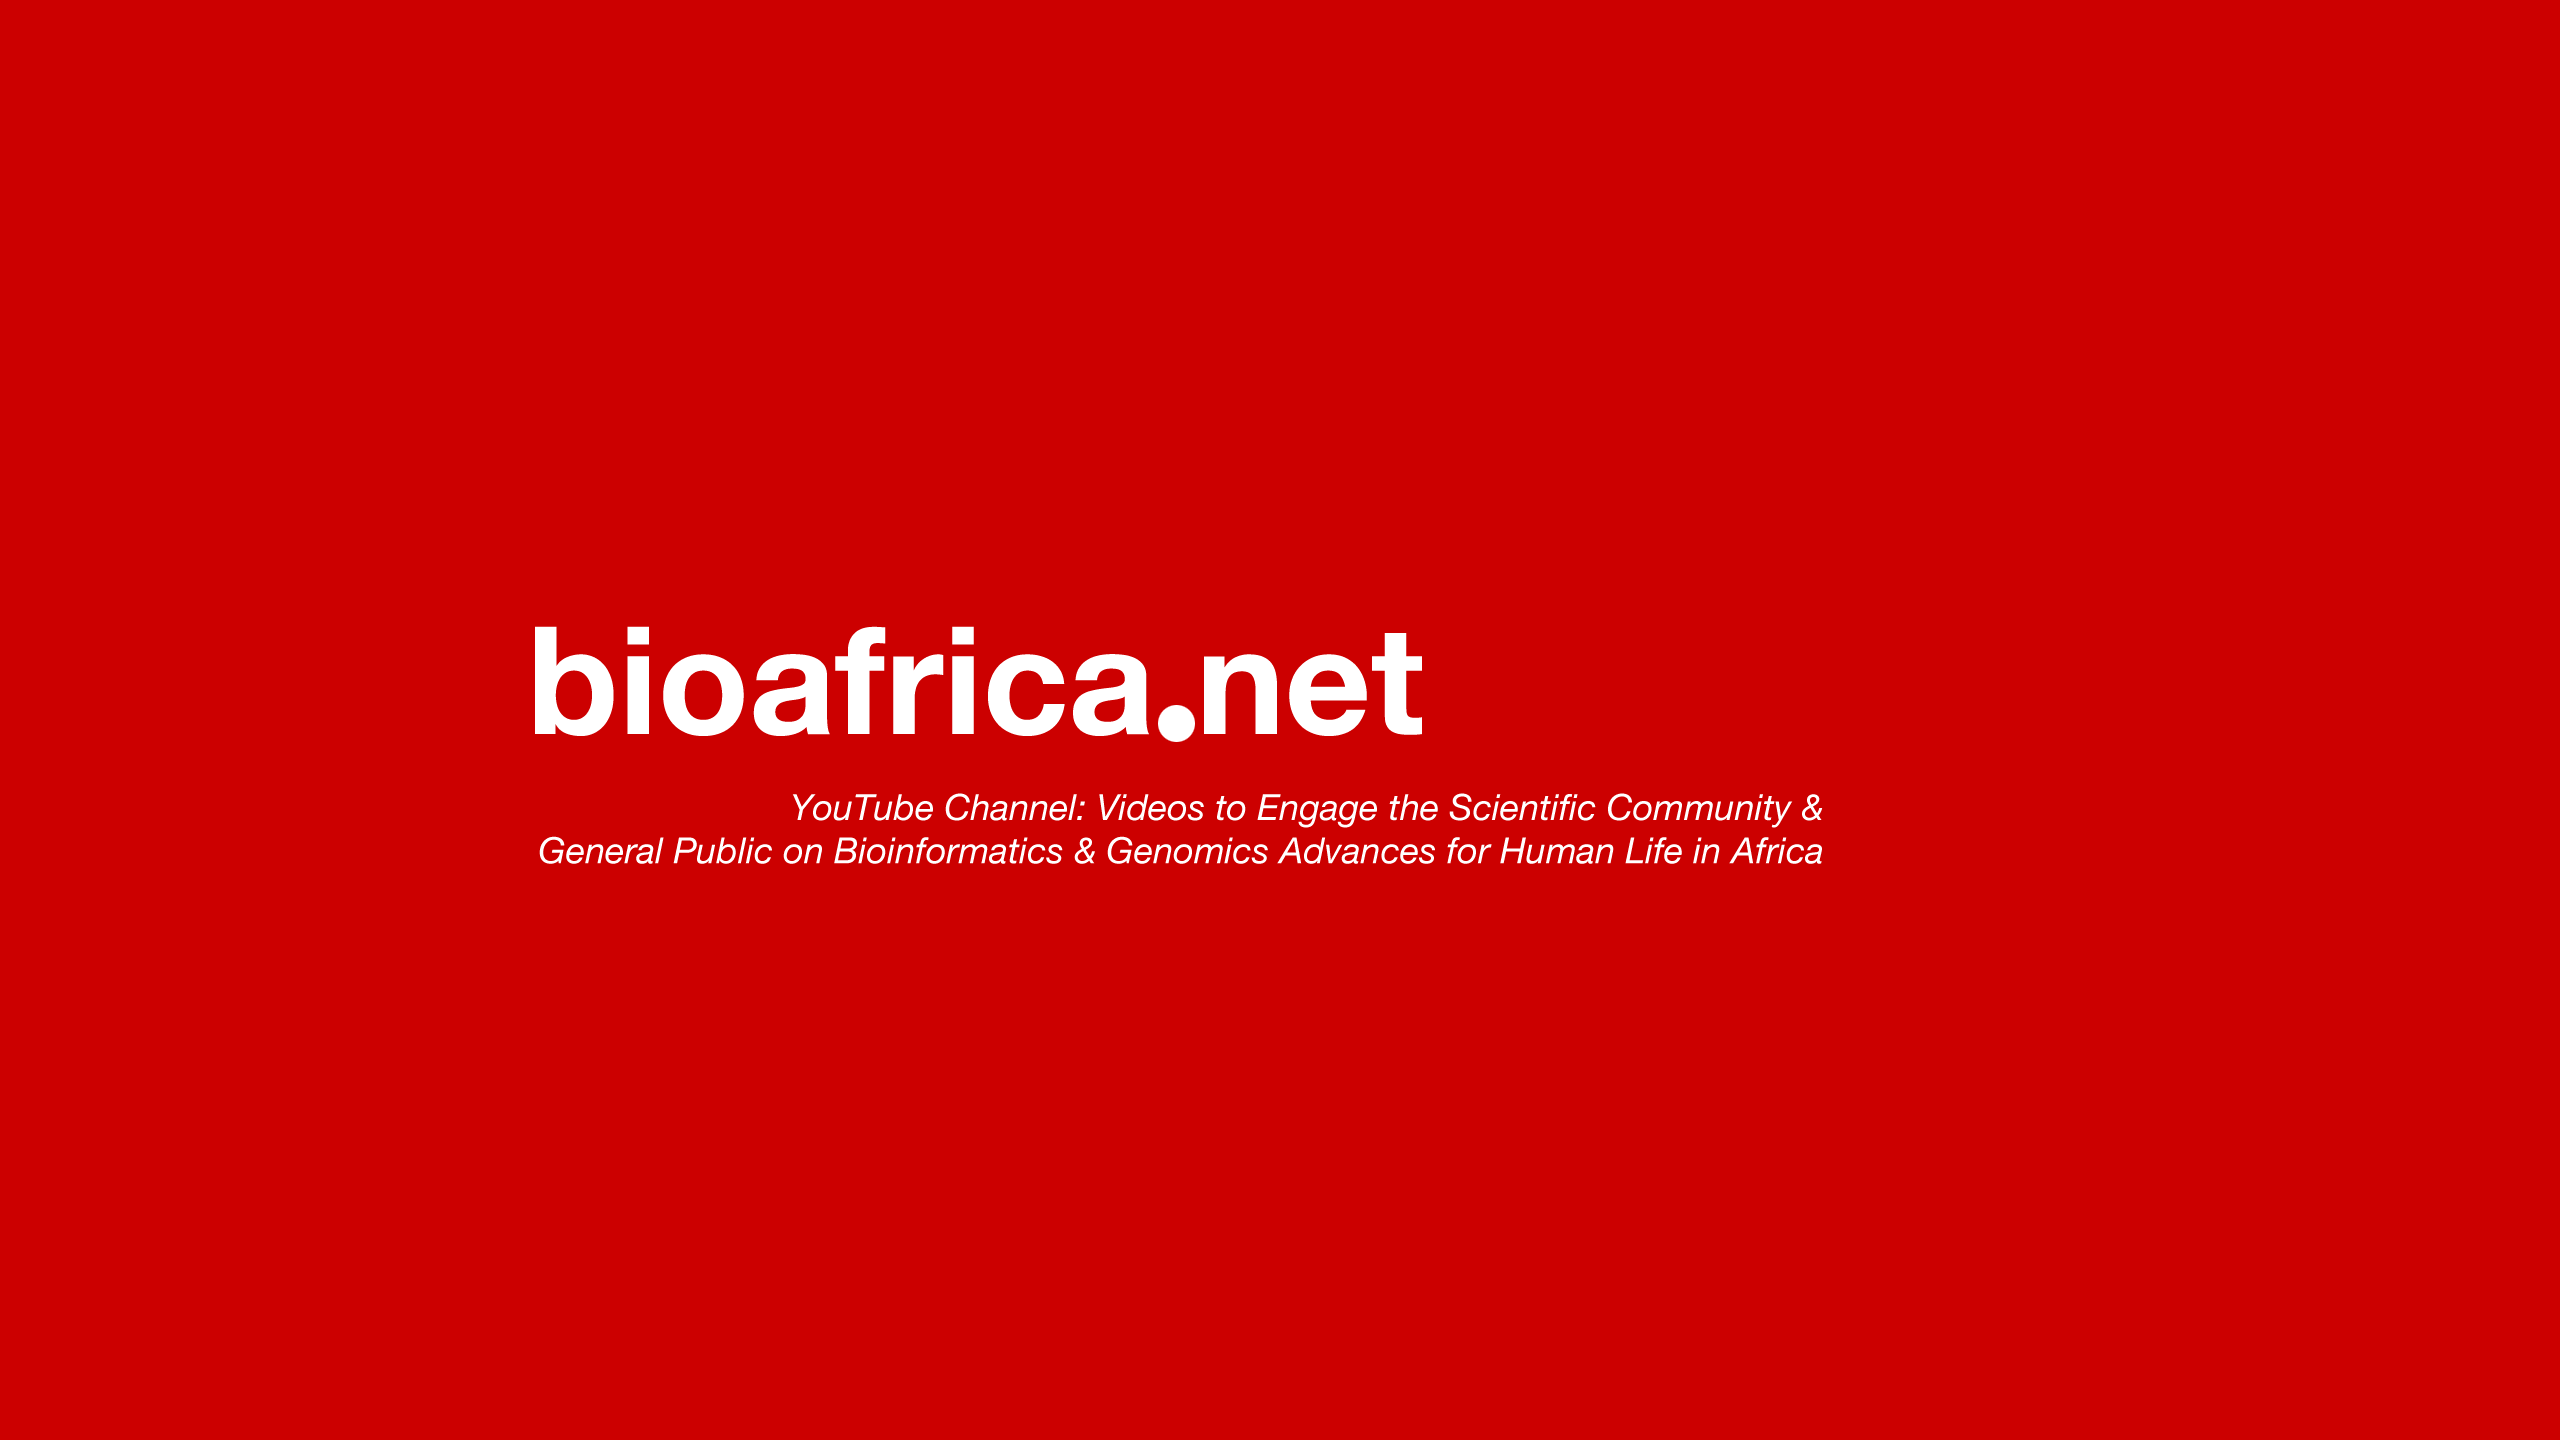 bioafrica.net
YouTube Channel: Videos to Engage the Scientific Community &
General Public on Bioinformatics & Genomics Advances for Human Life in Africa